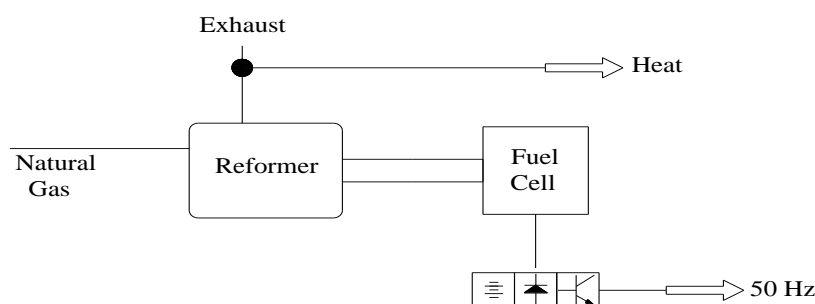 Exhaust
Heat
Natural
Gas
Reformer
Fuel
Cell
50 Hz